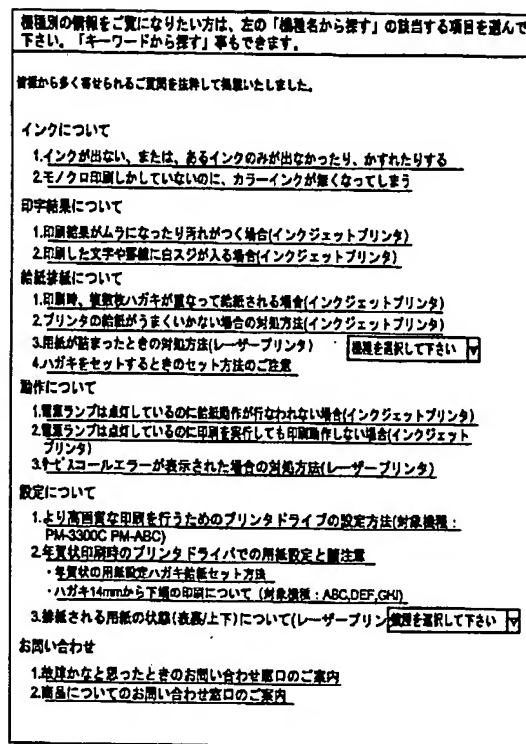 機種別の情報をご覧になりたい方は、左の「機種名から探す」の該当する項目を選んで
下さい。「キーワードから探す」事もできます。
皆様から多く寄せられるご質問を抜粋して掲載いたしました。
インクについて
1.インクが出ない、または、あるインクのみが出なかったり、かすれたりする
2.モノクロ印刷しかしていないのに、カラーインクが無くなってしまう
印字結果について
1.印刷結果がムラになったり汚れがつく場合(インクジェットプリンタ)
2.印刷した文字や罫線に白スジが入る場合(インクジェットプリンタ)
給紙排紙について
1.印刷時、複数枚ハガキが重なって給紙される場合(インクジェットプリンタ)
2.プリンタの給紙がうまくいかない場合の対処方法(インクジェットプリンタ)
3.用紙が詰まったときの対処方法(レーザープリンタ) 機種を選択して下さい
4.ハガキをセットするときのセット方法のご注意
動作について
1.電源ランプは点灯しているのに給紙動作が行なわれない場合(インクジェットプリンタ)
2.電源ランプは点灯しているのに印刷を実行しても印刷動作しない場合(インクジェット
プリンタ)
3.サービスコールエラーが表示された場合の対処方法(レーザープリンタ)
設定について
1.より高画質な印刷を行うためのプリンタドライブの設定方法(対象機種：
PM-3300C PM-ABC)
2.年賀状印刷時のプリンタドライバでの用紙設定と諸注意
・年賀状の用紙設定ハガキ給紙セット方法
・ハガキ14mmから下端の印刷について（対象機種：ABC,DEF,GHI)
3.排紙される用紙の状態(表裏/上下)について(レーザープリン 機種を選択して下さい
お問い合わせ
1.故障かなと思ったときのお問い合わせ窓口のご案内
2.商品についてのお問い合わせ窓口のご案内